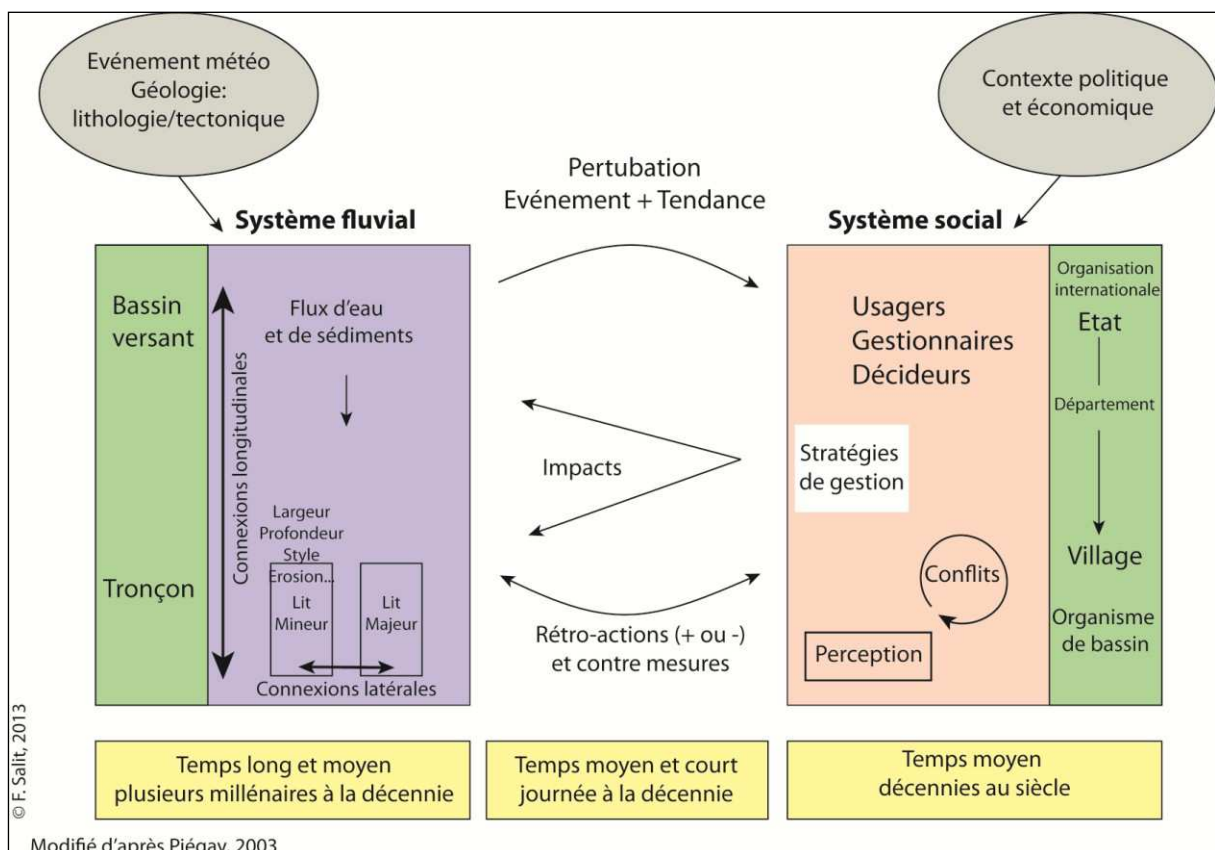 Evénement météo
Géologie:
lithologie/tectonique
Contexte politique
et économique
Pertubation
Evénement + Tendance
Système fluvial
Système social
Bassin
versant
Tronçon
Connexions longitudinales
Flux d'eau
et de sédiments
Largeur
Profondeur
Style
Erosion...
Lit
Mineur
Lit
Majeur
Connexions latérales
Impacts
Rétro-actions (+ ou -)
et contre mesures
Usagers
Gestionnaires
Décideurs
Stratégies
de gestion
Conflits
Perception
Organisation
internationale
Etat
Département
Village
Organisme
de bassin
Temps long et moyen
plusieurs millénaires à la décennie
Temps moyen et court
journée à la décennie
Temps moyen
décennies au siècle
© F. Salit, 2013
Modifié d'après Piégay, 2003